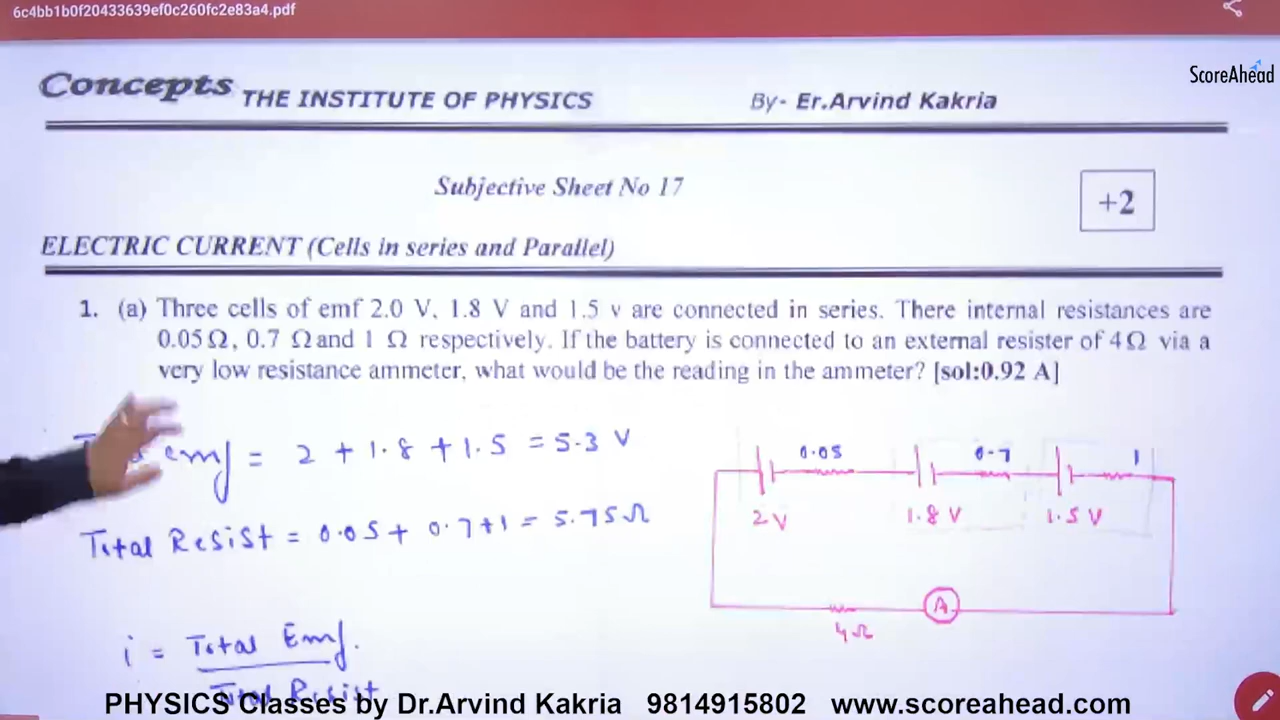 6c4bb1b0f20433639ef0c260fc2e83a4.pdf
ScoreAhead
Concepts THE INSTITUTE OF PHYSICS By- Er.Arvind Kakria
Subjective Sheet No 17
+2
ELECTRIC CURRENT (Cells in series and Parallel)
1. (a) Three cells of emf 2.0 V, 1.8 V and 1.5 v are connected in series. There internal resistances are
0.05 Ω, 0.7 Ω and 1 Ω respectively. If the battery is connected to an external resister of 4 Ω via a
very low resistance ammeter, what would be the reading in the ammeter? [sol:0.92 A]
emf = 2 + 1.8 + 1.5 = 5.3 V
0.05 0.7 1
2 V 1.8 V 1.5 V
Total Resist = 0.05 + 0.7 + 1 = 5.75 Ω
A
4 Ω
i = Total Emf.
Total Resist
PHYSICS Classes by Dr.Arvind Kakria 9814915802 www.scoreahead.com